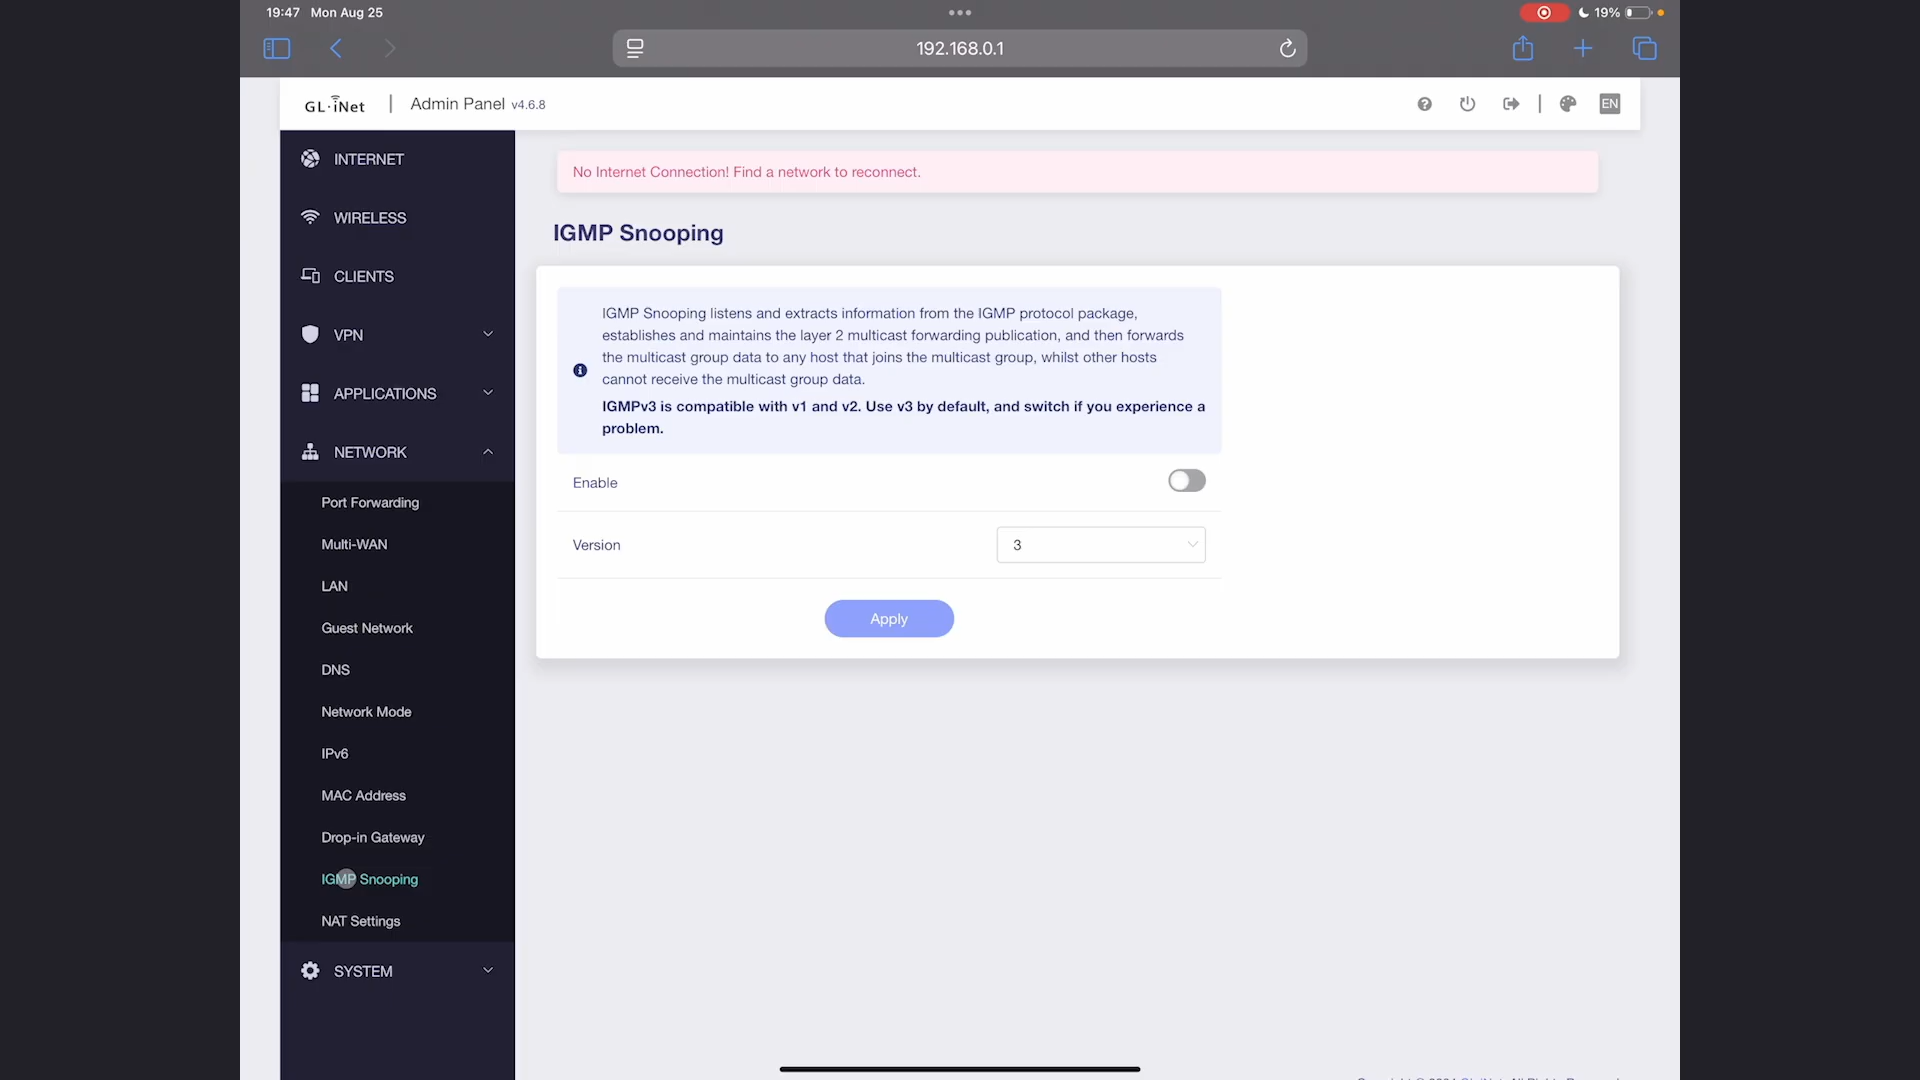 19:47 Mon Aug 25
19%
192.168.0.1
GL·iNet | Admin Panel v4.6.8
EN
INTERNET
WIRELESS
CLIENTS
VPN
APPLICATIONS
NETWORK
Port Forwarding
Multi-WAN
LAN
Guest Network
DNS
Network Mode
IPv6
MAC Address
Drop-in Gateway
IGMP Snooping
NAT Settings
SYSTEM
No Internet Connection! Find a network to reconnect.
IGMP Snooping
IGMP Snooping listens and extracts information from the IGMP protocol package,
establishes and maintains the layer 2 multicast forwarding publication, and then forwards
the multicast group data to any host that joins the multicast group, whilst other hosts
cannot receive the multicast group data.
IGMPv3 is compatible with v1 and v2. Use v3 by default, and switch if you experience a
problem.
Enable
Version
3
Apply